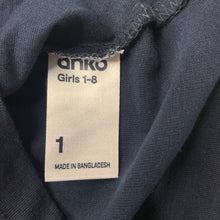 anko
Girls 1-8
1
MADE IN BANGLADESH